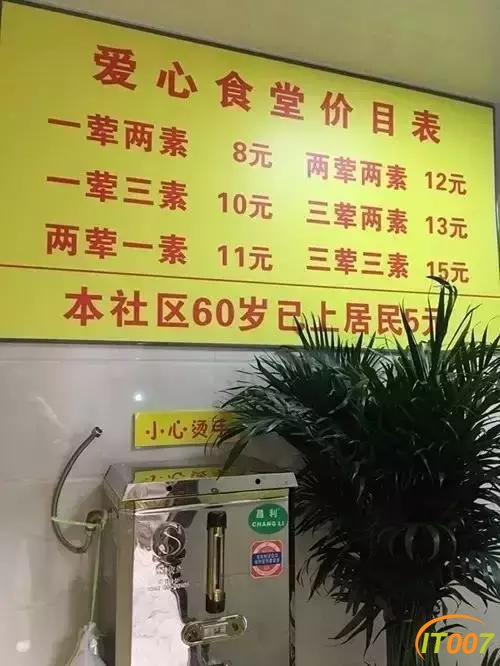 爱心食堂价目表
一荤两素 8元 两荤两素 12元
一荤三素 10元 三荤两素 13元
两荤一素 11元 三荤三素 15元
本社区60岁已上居民5元
小心烫手
昌利
CHANG LI
IT007